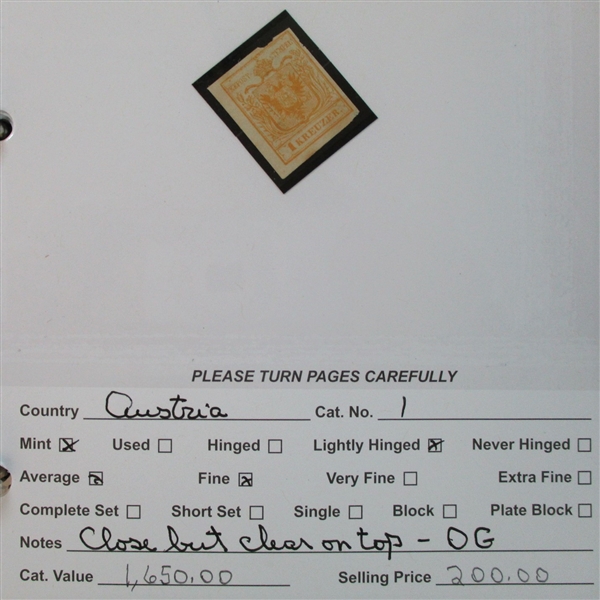 1 KREUZER
PLEASE TURN PAGES CAREFULLY
Country Austria Cat. No. 1
Mint ☒ Used ☐ Hinged ☐ Lightly Hinged ☒ Never Hinged ☐
Average ☒ Fine ☒ Very Fine ☐ Extra Fine ☐
Complete Set ☐ Short Set ☐ Single ☐ Block ☐ Plate Block ☐
Notes Close but clear on top - OG
Cat. Value 1,650.00 Selling Price 200.00